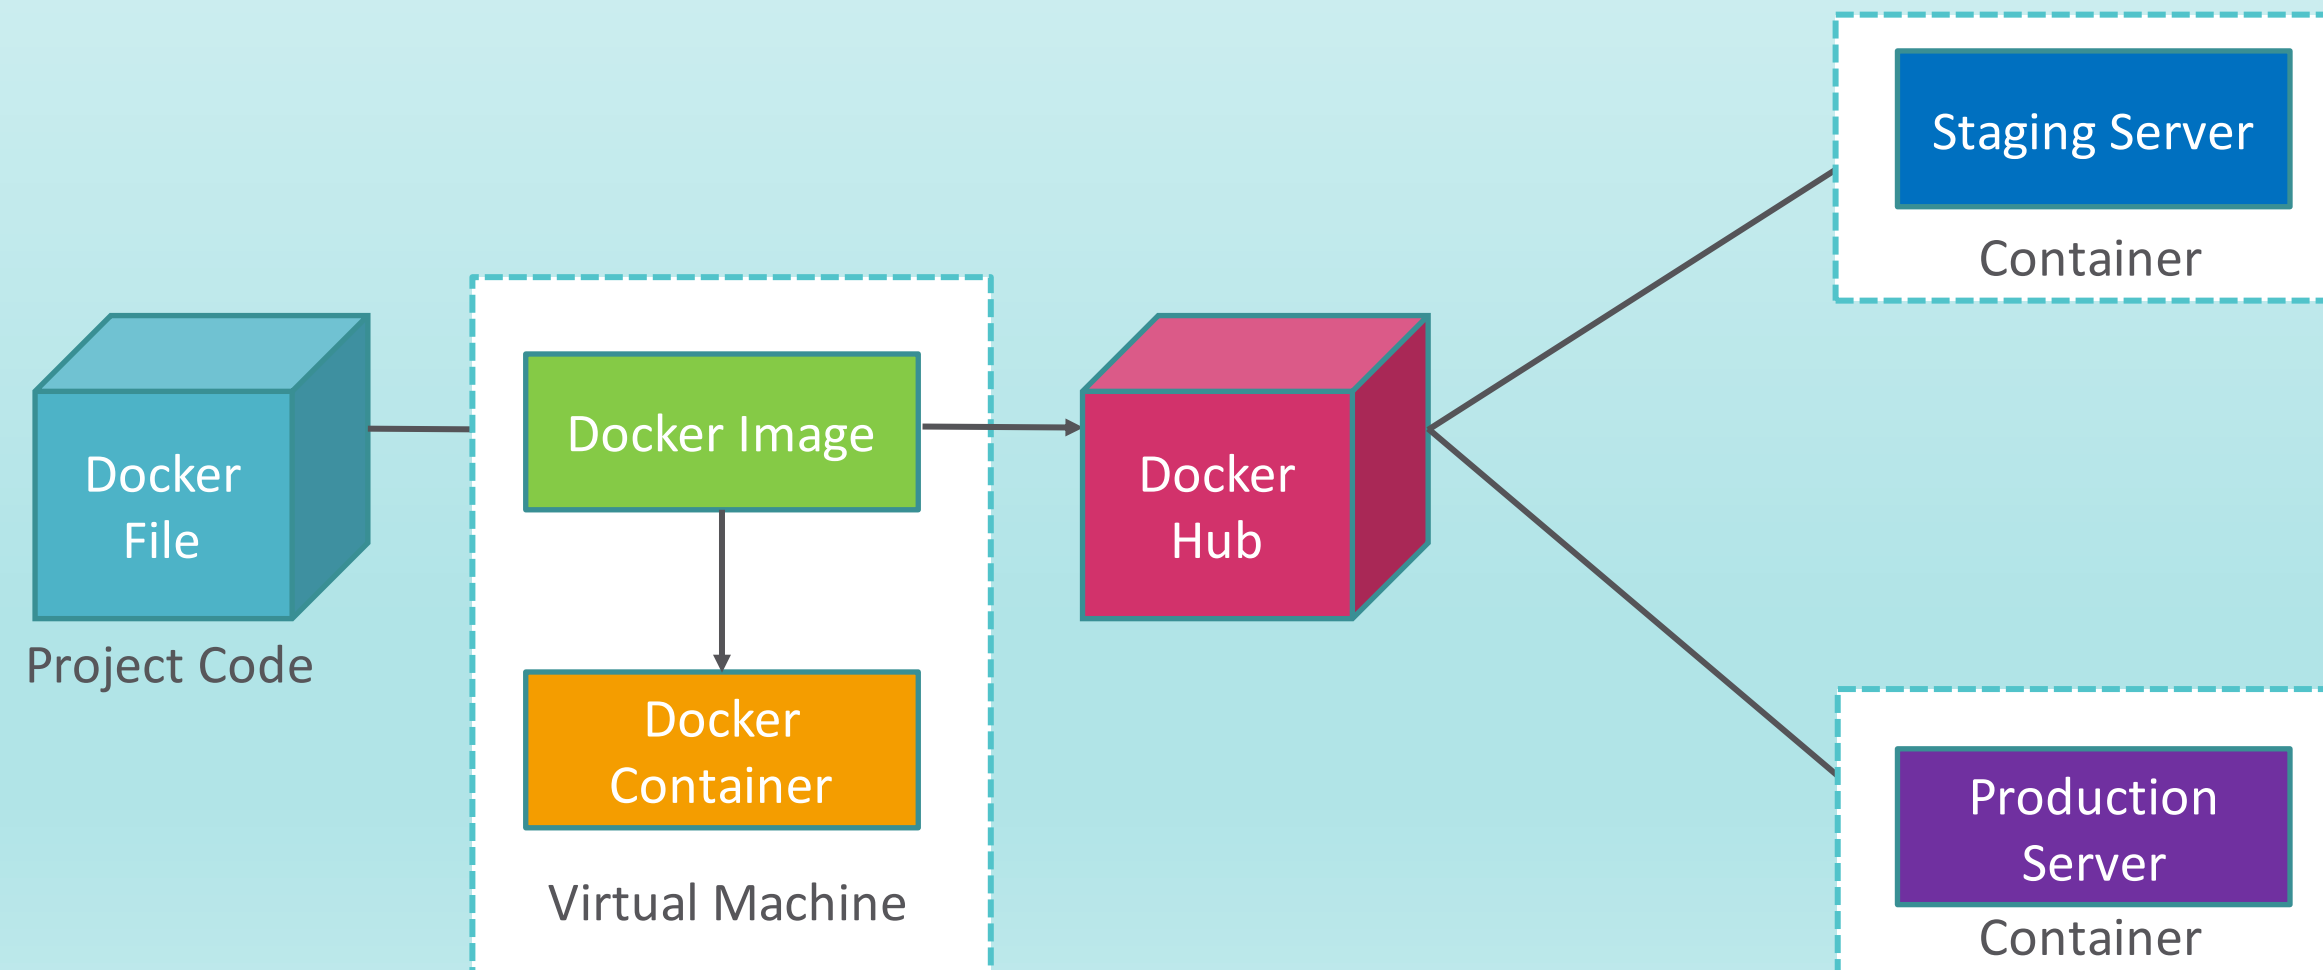 Docker
File
Project Code
Docker Image
Docker
Container
Virtual Machine
Docker
Hub
Staging Server
Container
Production
Server
Container